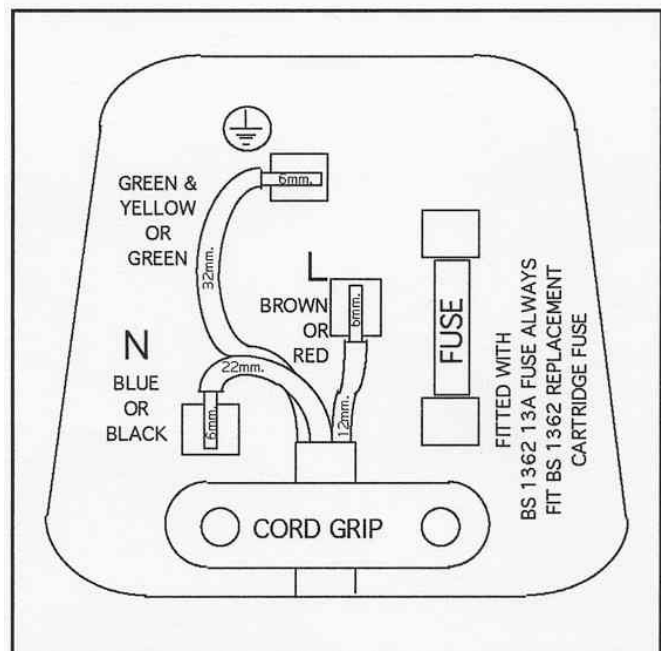 GREEN &
YELLOW
OR
GREEN
6mm.
32mm.
L
BROWN
OR
RED
6mm.
N
BLUE
OR
BLACK
22mm.
6mm.
12mm.
FUSE
FITTED WITH
BS 1362 13A FUSE ALWAYS
FIT BS 1362 REPLACEMENT
CARTRIDGE FUSE
CORD GRIP